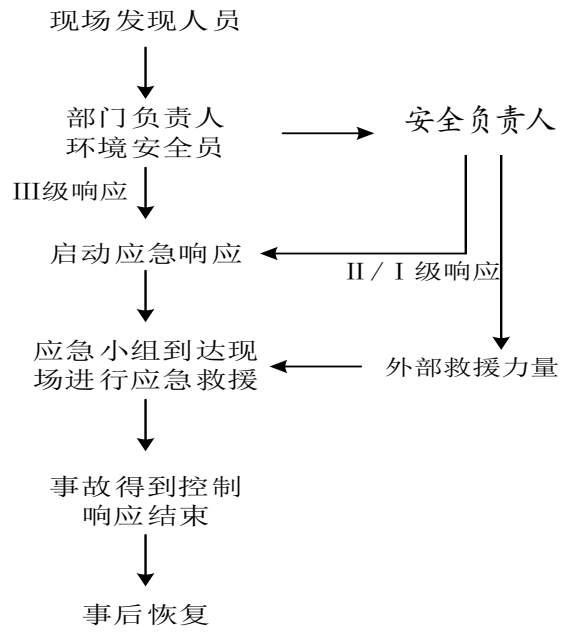 现场发现人员
部门负责人
环境安全员
安全负责人
III级响应
启动应急响应
II / I 级响应
应急小组到达现
场进行应急救援
外部救援力量
事故得到控制
响应结束
事后恢复